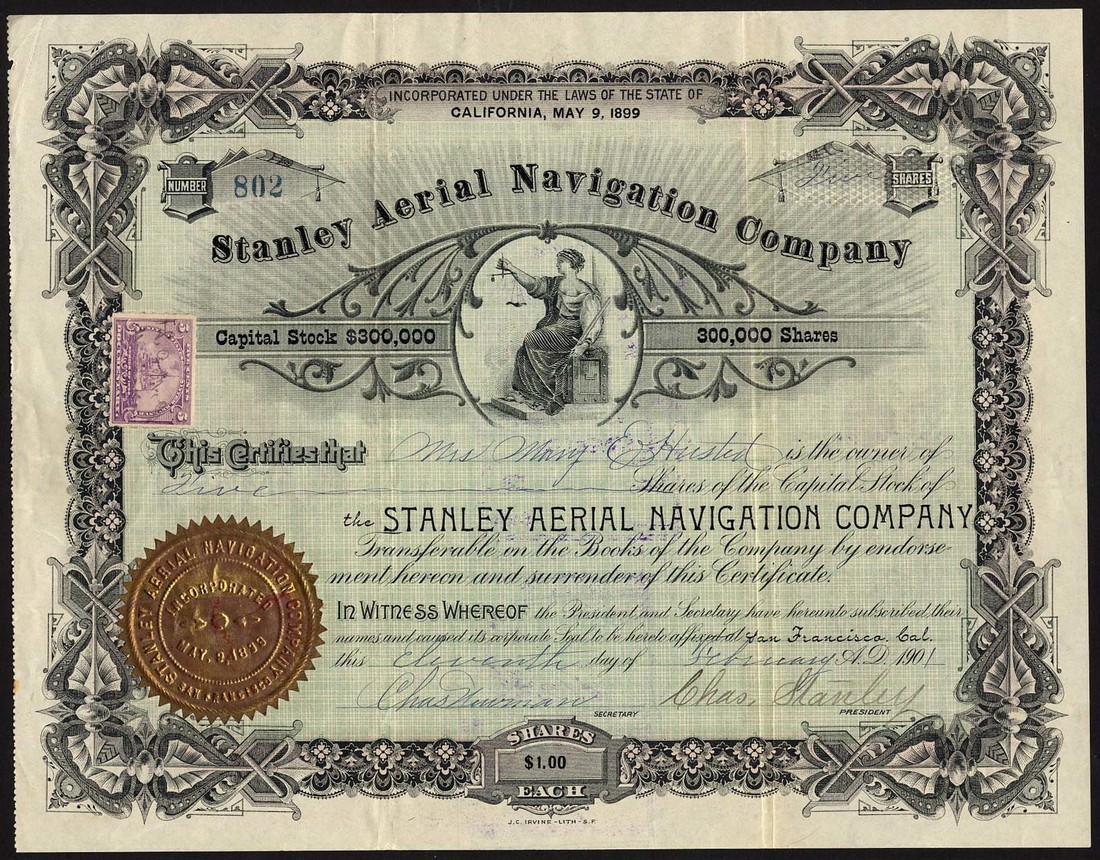 INCORPORATED UNDER THE LAWS OF THE STATE OF
CALIFORNIA, MAY 9, 1899
NUMBER 802
Five SHARES
Stanley Aerial Navigation Company
Capital Stock $300,000
300,000 Shares
This Certifies that Mrs Mary E. Husted is the owner of
Five Shares of the Capital Stock of
the STANLEY AERIAL NAVIGATION COMPANY
Transferable on the Books of the Company by endorse-
ment hereon and surrender of this Certificate.
IN WITNESS WHEREOF the President and Secretary have hereunto subscribed their
names and caused its corporate Seal to be hereto affixed at San Francisco, Cal.
this Eleventh day of February A.D. 1901
Chas Newman Chas. Stanley
SECRETARY PRESIDENT
STANLEY AERIAL NAVIGATION COMPANY
SAN FRANCISCO
INCORPORATED
MAY, 9, 1899
SHARES
$1.00
EACH
J.C. IRVINE -LITH- S.F.